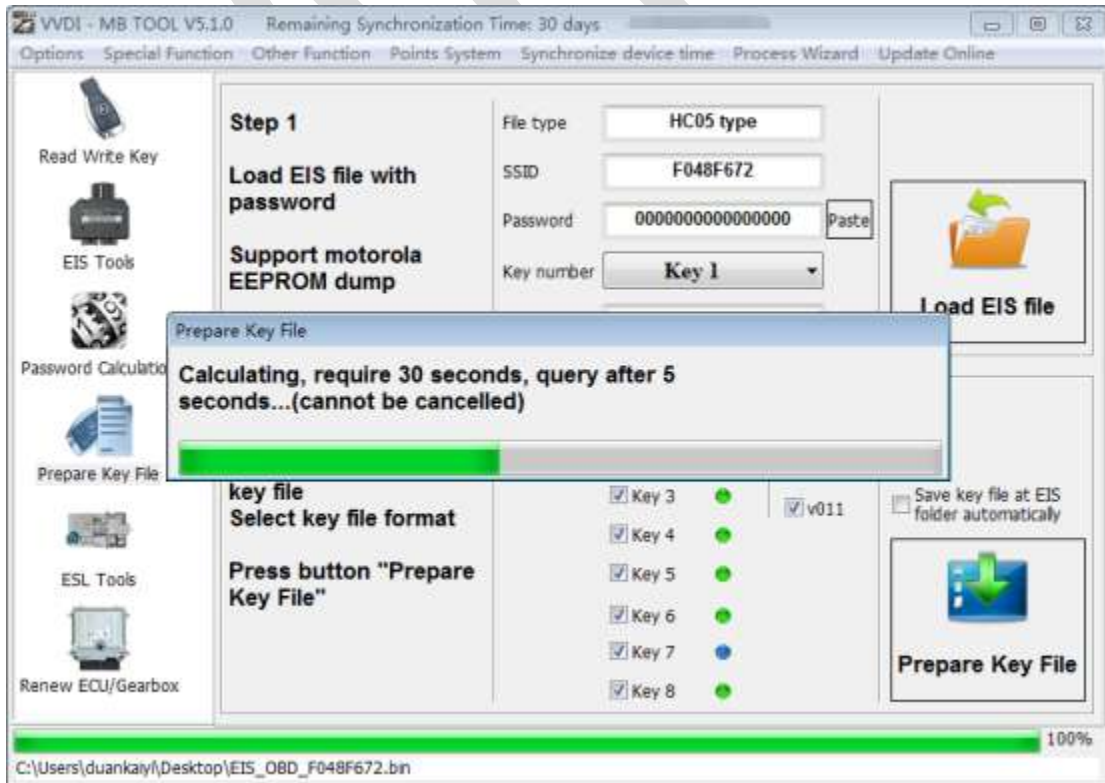 VVDI - MB TOOL V5.1.0 Remaining Synchronization Time: 30 days
Options Special Function Other Function Points System Synchronize device time Process Wizard Update Online
Read Write Key
EIS Tools
Password Calculatio
Prepare Key File
ESL Tools
Renew ECU/Gearbox
Step 1
Load EIS file with
password
Support motorola
EEPROM dump
File type HC05 type
SSID F048F672
Password 0000000000000000 Paste
Key number Key 1
Load EIS file
Prepare Key File
Calculating, require 30 seconds, query after 5
seconds...(cannot be cancelled)
key file
Select key file format
Press button "Prepare
Key File"
Key 3
Key 4
Key 5
Key 6
Key 7
Key 8
v011
Save key file at EIS
folder automatically
Prepare Key File
100%
C:\Users\duankaiyi\Desktop\EIS_OBD_F048F672.bin